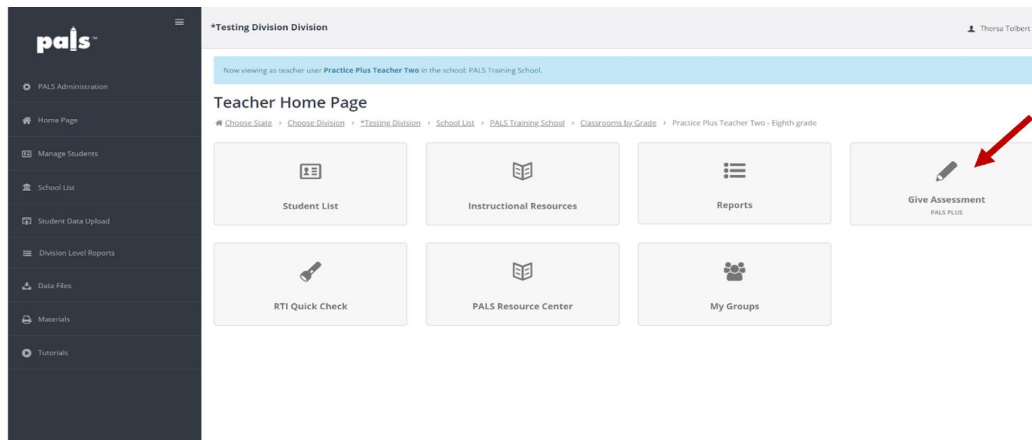 pals™
*Testing Division Division
Thersa Tolbert
Now viewing as teacher user Practice Plus Teacher Two in the school: PALS Training School.
PALS Administration
Home Page
Manage Students
School List
Student Data Upload
Division Level Reports
Data Files
Materials
Tutorials
Teacher Home Page
Choose State › Choose Division › *Testing Division › School List › PALS Training School › Classrooms by Grade › Practice Plus Teacher Two - Eighth grade
Student List
Instructional Resources
Reports
Give Assessment
PALS PLUS
RTI Quick Check
PALS Resource Center
My Groups